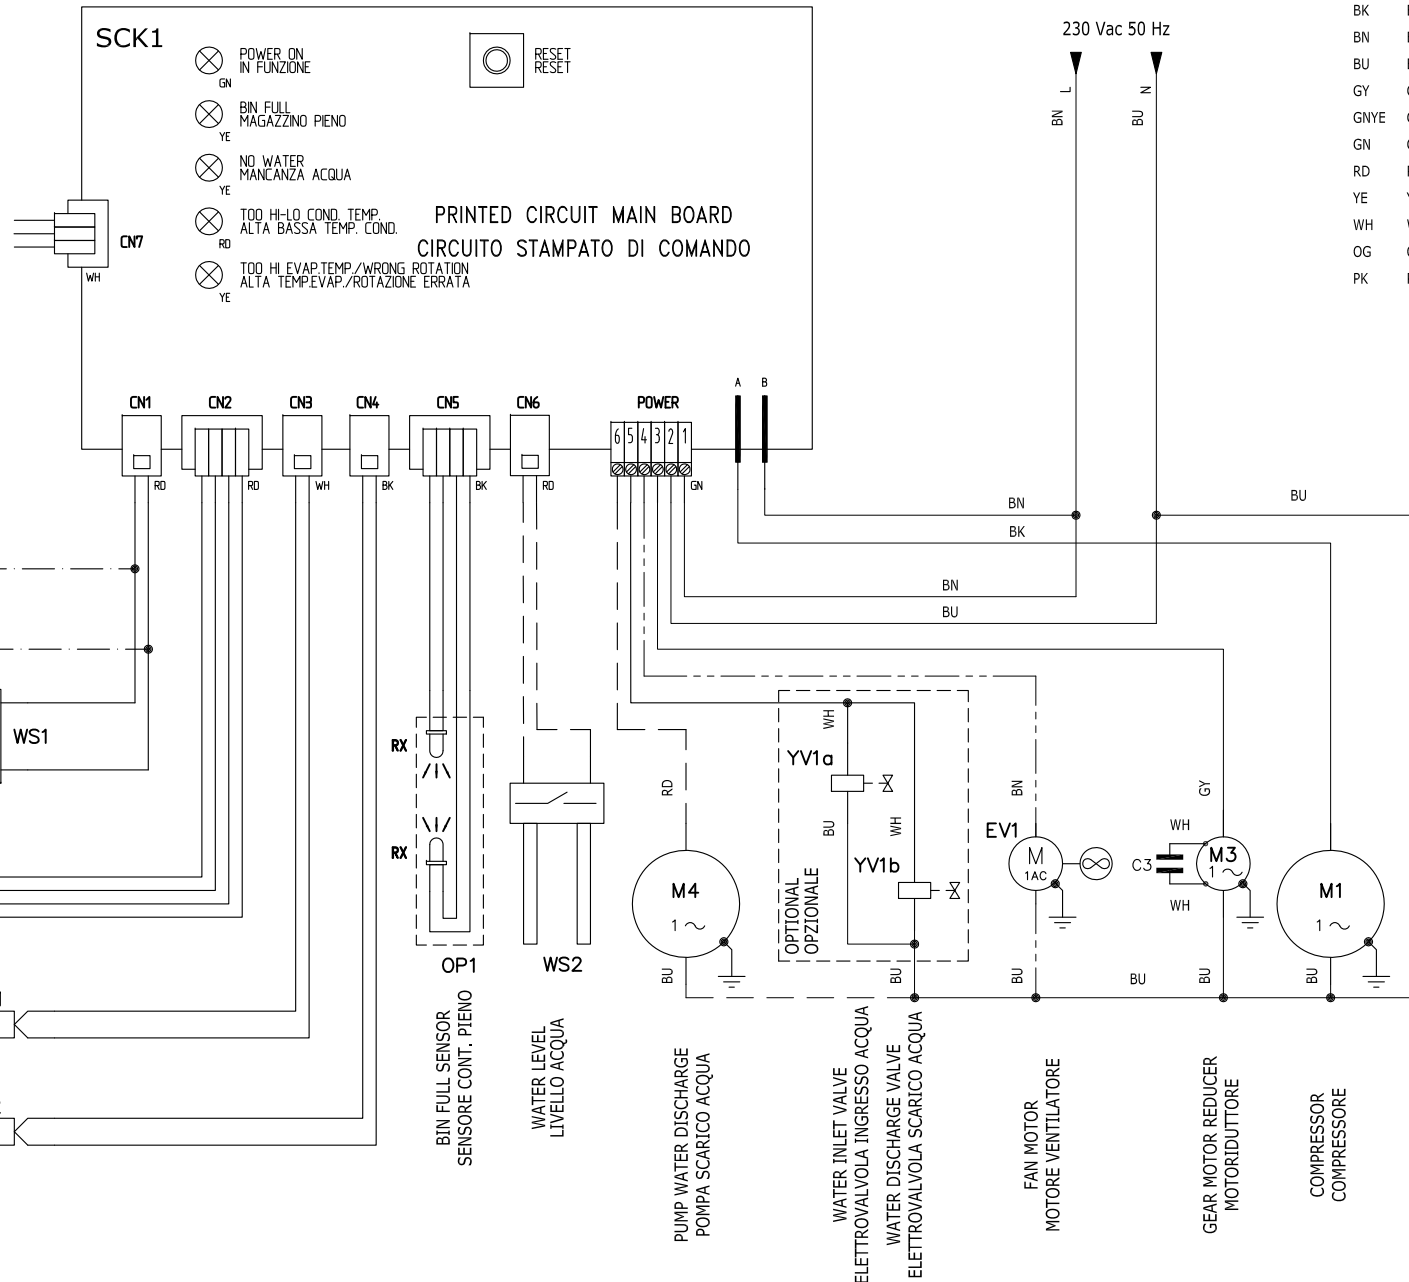 SCK1
POWER ON
IN FUNZIONE
GN
BIN FULL
MAGAZZINO PIENO
YE
NO WATER
MANCANZA ACQUA
YE
TOO HI-LO COND. TEMP.
ALTA BASSA TEMP. COND.
RD
TOO HI EVAP.TEMP./WRONG ROTATION
ALTA TEMP.EVAP./ROTAZIONE ERRATA
YE
RESET
RESET
PRINTED CIRCUIT MAIN BOARD
CIRCUITO STAMPATO DI COMANDO
CN7
WH
230 Vac 50 Hz
L
N
BN
BU
BK
BN
BU
GY
GNYE
GN
RD
YE
WH
OG
PK
A
B
CN1
CN2
CN3
CN4
CN5
CN6
POWER
6 5 4 3 2 1
RD
RD
WH
BK
BK
RD
GN
BN
BU
BK
BN
BU
WS1
RX
RX
OP1
WS2
RD
M4
1
BU
WH
YV1a
BU
WH
YV1b
OPTIONAL
OPZIONALE
BU
BN
EV1
M
1AC
BU
BU
GY
WH
C3
M3
1
WH
BU
M1
1
BU
BIN FULL SENSOR
SENSORE CONT. PIENO
WATER LEVEL
LIVELLO ACQUA
PUMP WATER DISCHARGE
POMPA SCARICO ACQUA
WATER INLET VALVE
ELETTROVALVOLA INGRESSO ACQUA
WATER DISCHARGE VALVE
ELETTROVALVOLA SCARICO ACQUA
FAN MOTOR
MOTORE VENTILATORE
GEAR MOTOR REDUCER
MOTORIDUTTORE
COMPRESSOR
COMPRESSORE